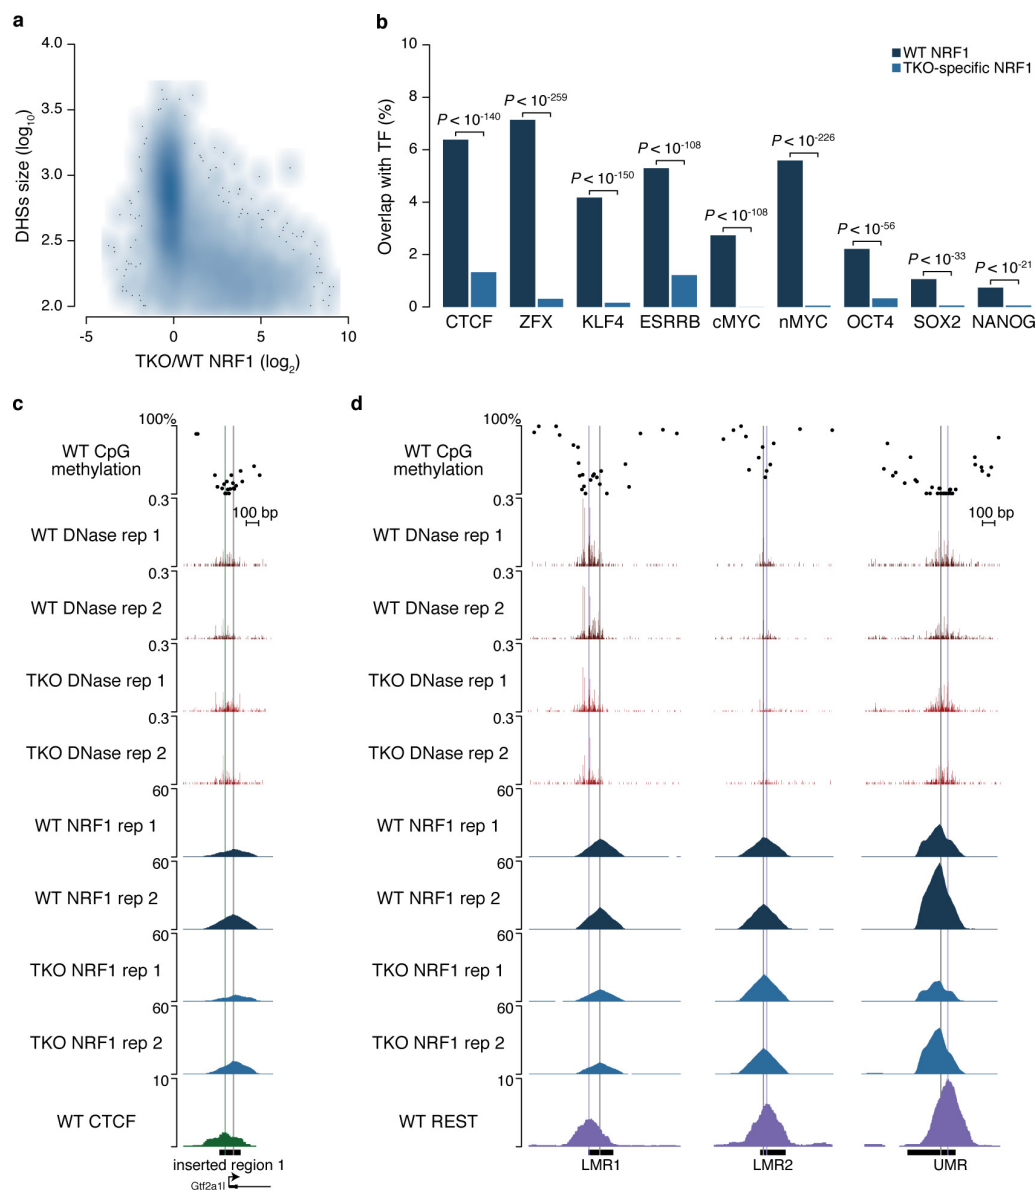 a
4.0
3.5
3.0
2.5
2.0
DHSs size (log10)
-5 0 5 10
TKO/WT NRF1 (log2)
b
10
8
6
4
2
0
Overlap with TF (%)
WT NRF1
TKO-specific NRF1
P < 10-140
P < 10-259
P < 10-150
P < 10-108
P < 10-108
P < 10-226
P < 10-56
P < 10-33
P < 10-21
CTCF ZFX KLF4 ESRRB cMYC nMYC OCT4 SOX2 NANOG
c
100%
WT CpG
methylation
0.3
100 bp
WT DNase rep 1
0.3
WT DNase rep 2
0.3
TKO DNase rep 1
0.3
TKO DNase rep 2
60
WT NRF1 rep 1
60
WT NRF1 rep 2
60
TKO NRF1 rep 1
60
TKO NRF1 rep 2
10
WT CTCF
inserted region 1
Gtf2a1l
d
100%
WT CpG
methylation
0.3
100 bp
WT DNase rep 1
0.3
WT DNase rep 2
0.3
TKO DNase rep 1
0.3
TKO DNase rep 2
60
WT NRF1 rep 1
60
WT NRF1 rep 2
60
TKO NRF1 rep 1
60
TKO NRF1 rep 2
10
WT REST
LMR1 LMR2 UMR